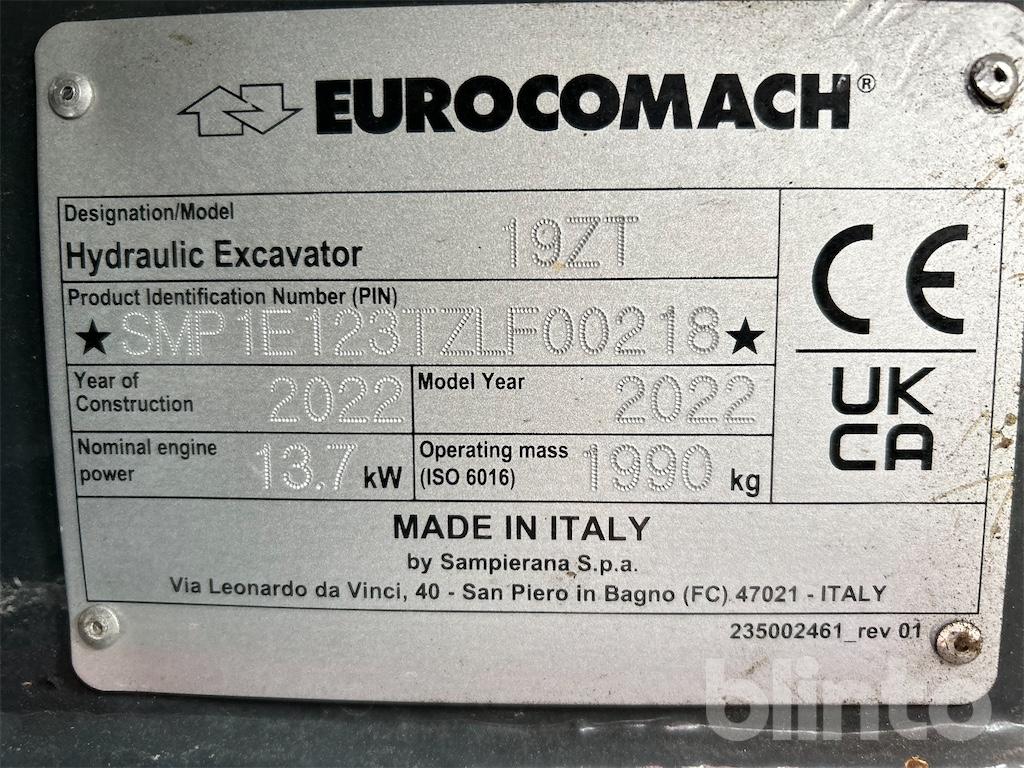 EUROCOMACH®
Designation/Model
Hydraulic Excavator 19ZT
Product Identification Number (PIN)
★ SMP1E123TZLF00218 ★
Year of Construction 2022 Model Year 2022
Nominal engine power 13.7 kW Operating mass (ISO 6016) 1990 kg
CE
UK
CA
MADE IN ITALY
by Sampierana S.p.a.
Via Leonardo da Vinci, 40 - San Piero in Bagno (FC) 47021 - ITALY
235002461_rev 01
blinto